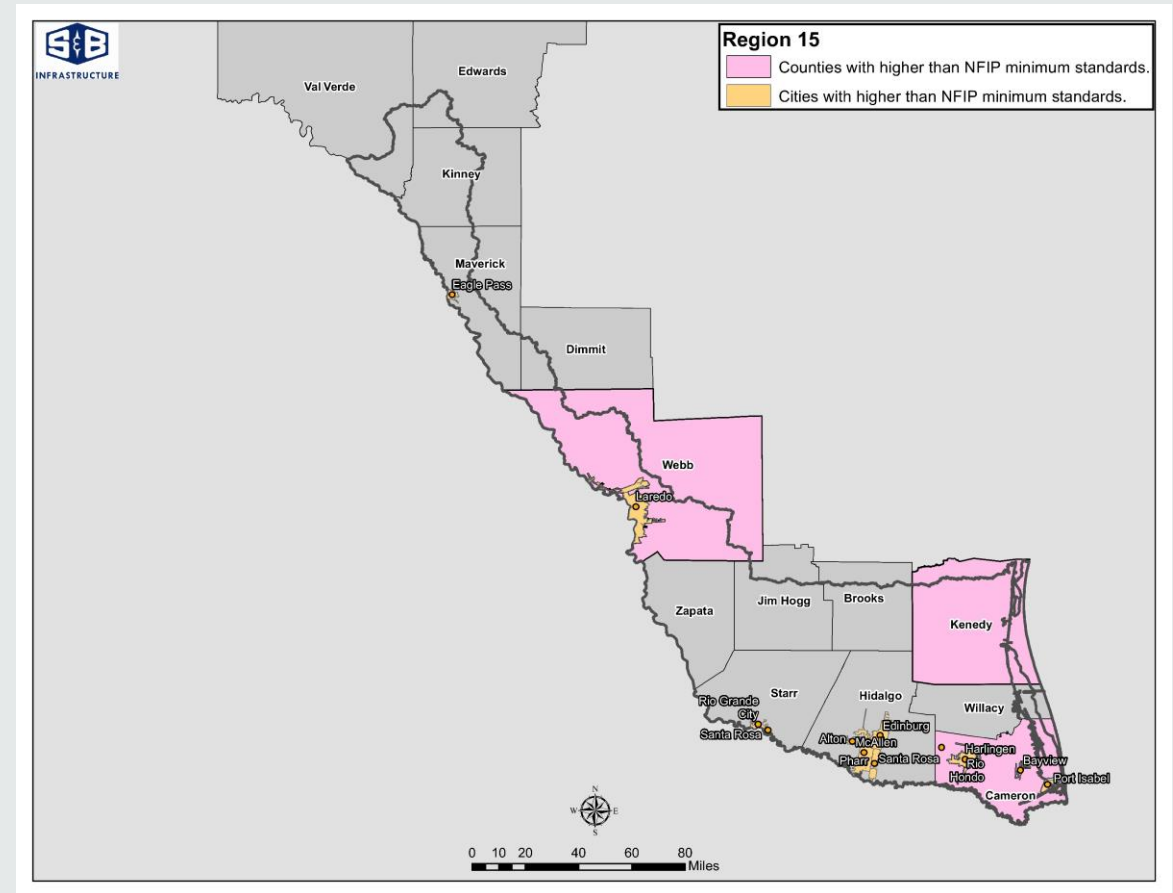 S&B
INFRASTRUCTURE
Region 15
Counties with higher than NFIP minimum standards.
Cities with higher than NFIP minimum standards.
Val Verde
Edwards
Kinney
Maverick
Eagle Pass
Dimmit
Webb
Laredo
Zapata
Jim Hogg
Brooks
Kenedy
Starr
Hidalgo
Willacy
Rio Grande
City
Santa Rosa
Edinburg
Alton
McAllen
Pharr
Santa Rosa
Harlingen
Rio
Hondo
Bayview
Port Isabel
Cameron
N
W
E
S
0 10 20 40 60 80
Miles